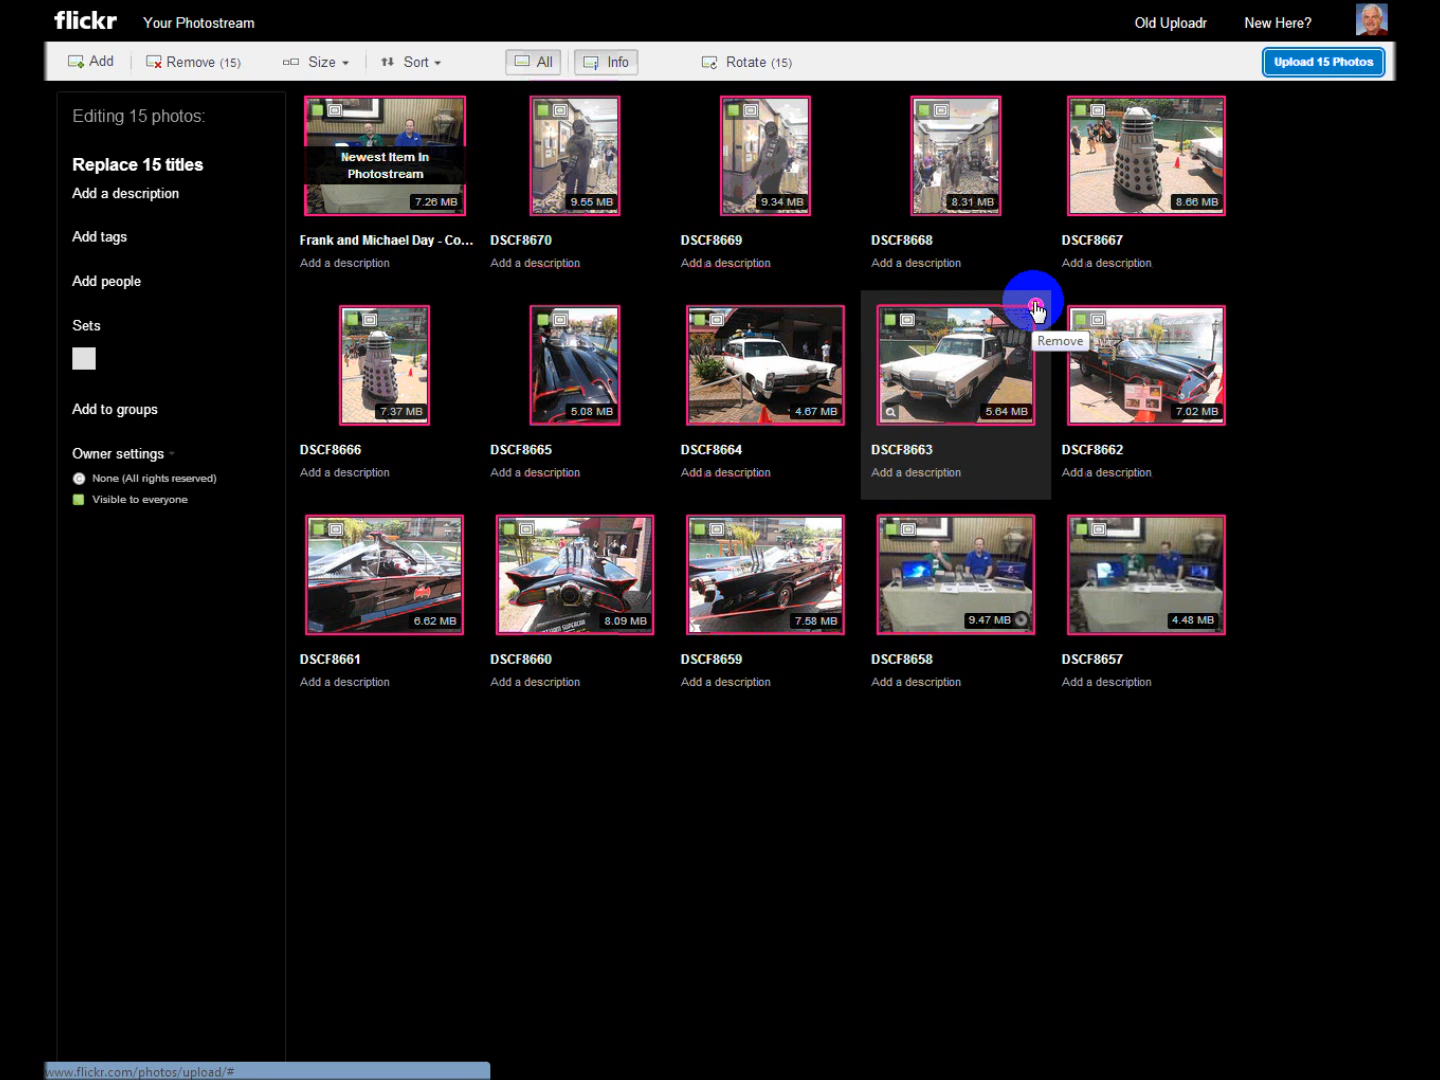 flickr Your Photostream Old Uploadr New Here?
Add Remove (15) Size Sort All Info Rotate (15) Upload 15 Photos
Editing 15 photos:
Replace 15 titles
Add a description
Add tags
Add people
Sets
Add to groups
Owner settings
None (All rights reserved)
Visible to everyone
Newest Item In
Photostream
7.26 MB 9.55 MB 9.34 MB 8.31 MB 8.66 MB
Frank and Michael Day - Co... DSCF8670 DSCF8669 DSCF8668 DSCF8667
Add a description Add a description Add a description Add a description Add a description
Remove
7.37 MB 5.08 MB 4.67 MB 5.64 MB 7.02 MB
DSCF8666 DSCF8665 DSCF8664 DSCF8663 DSCF8662
Add a description Add a description Add a description Add a description Add a description
6.62 MB 8.09 MB 7.58 MB 9.47 MB 4.48 MB
DSCF8661 DSCF8660 DSCF8659 DSCF8658 DSCF8657
Add a description Add a description Add a description Add a description Add a description
www.flickr.com/photos/upload/#